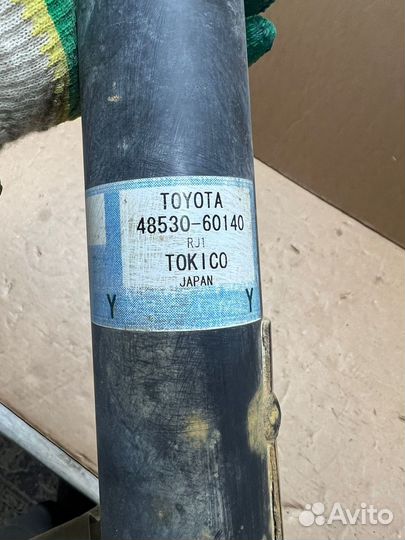 TOYOTA
48530-60140
RJ1
TOKICO
JAPAN
Y Y
Avito